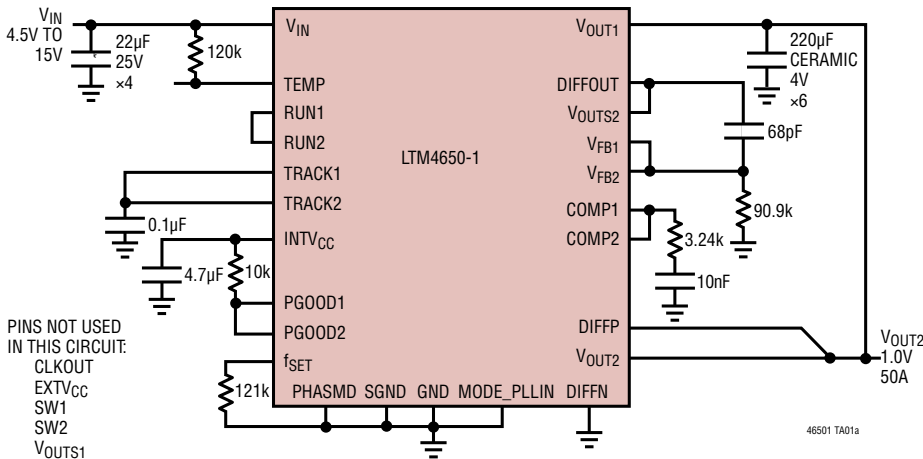 VIN
4.5V TO
15V
22µF
25V
×4
120k
VIN
TEMP
RUN1
RUN2
TRACK1
TRACK2
0.1µF
INTVCC
4.7µF
10k
PGOOD1
PGOOD2
fSET
121k
PHASMD SGND GND MODE_PLLIN DIFFN
LTM4650-1
VOUT1
DIFFOUT
VOUTS2
VFB1
VFB2
COMP1
COMP2
DIFFP
VOUT2
220µF
CERAMIC
4V
×6
68pF
90.9k
3.24k
10nF
VOUT2
1.0V
50A
PINS NOT USED
IN THIS CIRCUIT:
CLKOUT
EXTVCC
SW1
SW2
VOUTS1
46501 TA01a